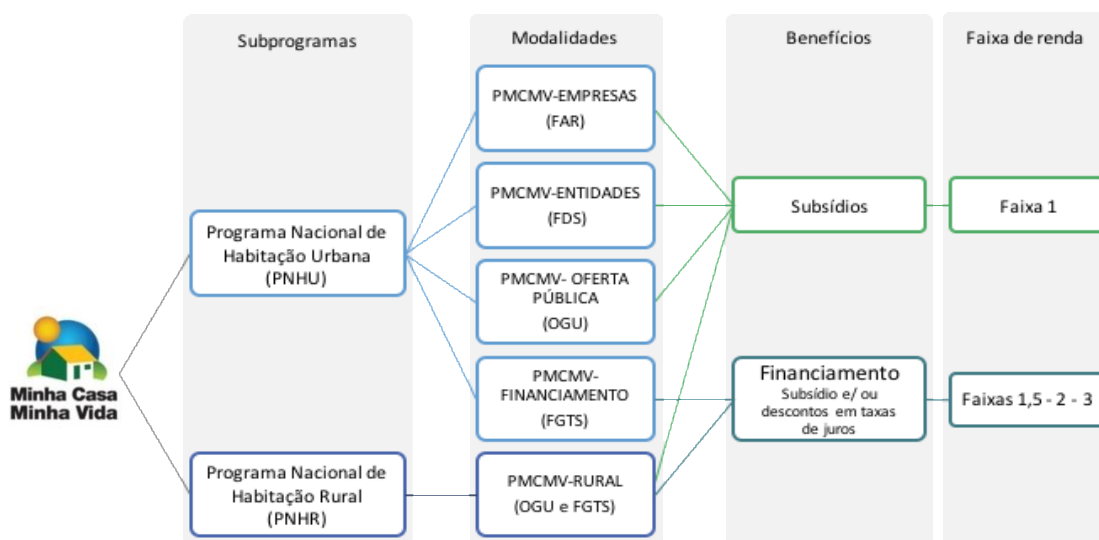 Subprogramas
Modalidades
Benefícios
Faixa de renda
PMCMV-EMPRESAS
(FAR)
PMCMV-ENTIDADES
(FDS)
Subsídios
Faixa 1
Programa Nacional de
Habitação Urbana
(PNHU)
PMCMV- OFERTA
PÚBLICA
(OGU)
Minha Casa
Minha Vida
PMCMV-
FINANCIAMENTO
(FGTS)
Financiamento
Subsídio e/ ou
descontos em taxas
de juros
Faixas 1,5 - 2 - 3
Programa Nacional de
Habitação Rural
(PNHR)
PMCMV-RURAL
(OGU e FGTS)